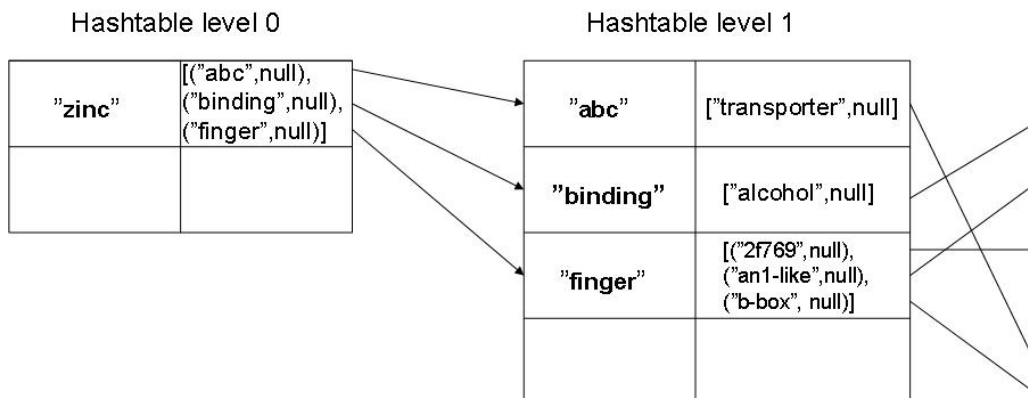 Hashtable level 0
Hashtable level 1
”zinc”
[(”abc”,null),
(”binding”,null),
(”finger”,null)]
”abc”
[”transporter”,null]
”binding”
[”alcohol”,null]
”finger”
[(”2f769”,null),
(”an1-like”,null),
(”b-box”, null)]